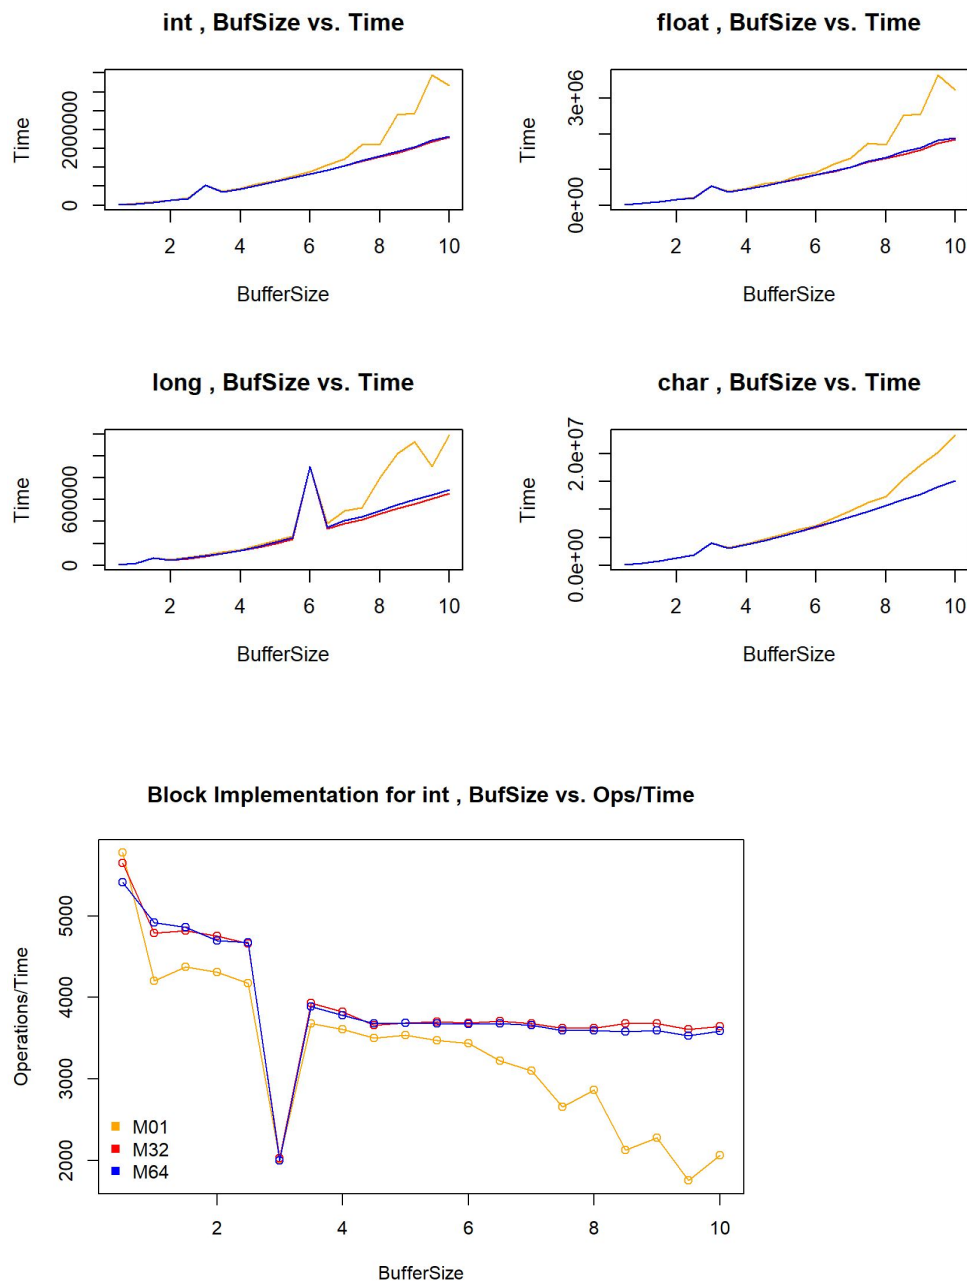 int , BufSize vs. Time
Time
0
2000000
2
4
6
8
10
BufferSize
float , BufSize vs. Time
Time
0e+00
3e+06
2
4
6
8
10
BufferSize
long , BufSize vs. Time
Time
0
600000
2
4
6
8
10
BufferSize
char , BufSize vs. Time
Time
0.0e+00
2.0e+07
2
4
6
8
10
BufferSize
Block Implementation for int , BufSize vs. Ops/Time
Operations/Time
2000
3000
4000
5000
M01
M32
M64
2
4
6
8
10
BufferSize